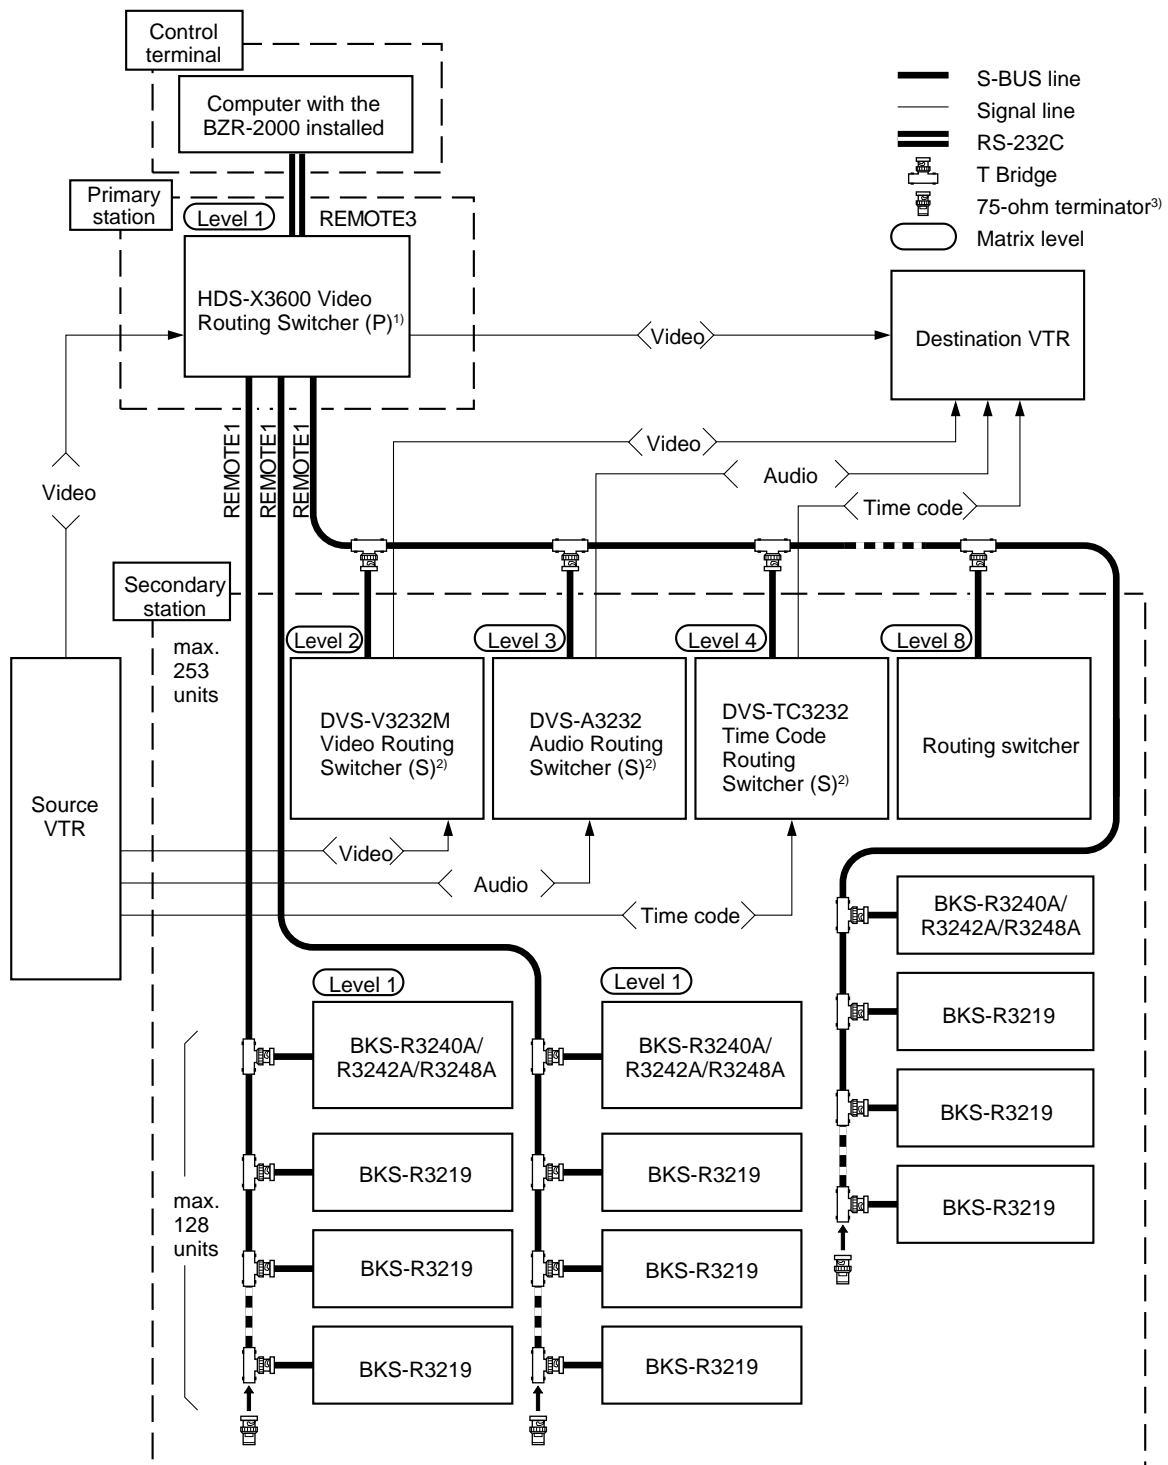 Control
terminal
Computer with the
BZR-2000 installed
S-BUS line
Signal line
RS-232C
T Bridge
75-ohm terminator3)
Matrix level
Primary
station
Level 1
REMOTE3
HDS-X3600 Video
Routing Switcher (P)1)
Video
Destination VTR
REMOTE1
REMOTE1
REMOTE1
Video
Audio
Time code
Video
Secondary
station
max.
253
units
Level 2
Level 3
Level 4
Level 8
DVS-V3232M
Video Routing
Switcher (S)2)
DVS-A3232
Audio Routing
Switcher (S)2)
DVS-TC3232
Time Code
Routing
Switcher (S)2)
Routing switcher
Source
VTR
Video
Audio
Time code
BKS-R3240A/
R3242A/R3248A
BKS-R3219
BKS-R3219
BKS-R3219
Level 1
Level 1
BKS-R3240A/
R3242A/R3248A
BKS-R3240A/
R3242A/R3248A
max.
128
units
BKS-R3219
BKS-R3219
BKS-R3219
BKS-R3219
BKS-R3219
BKS-R3219